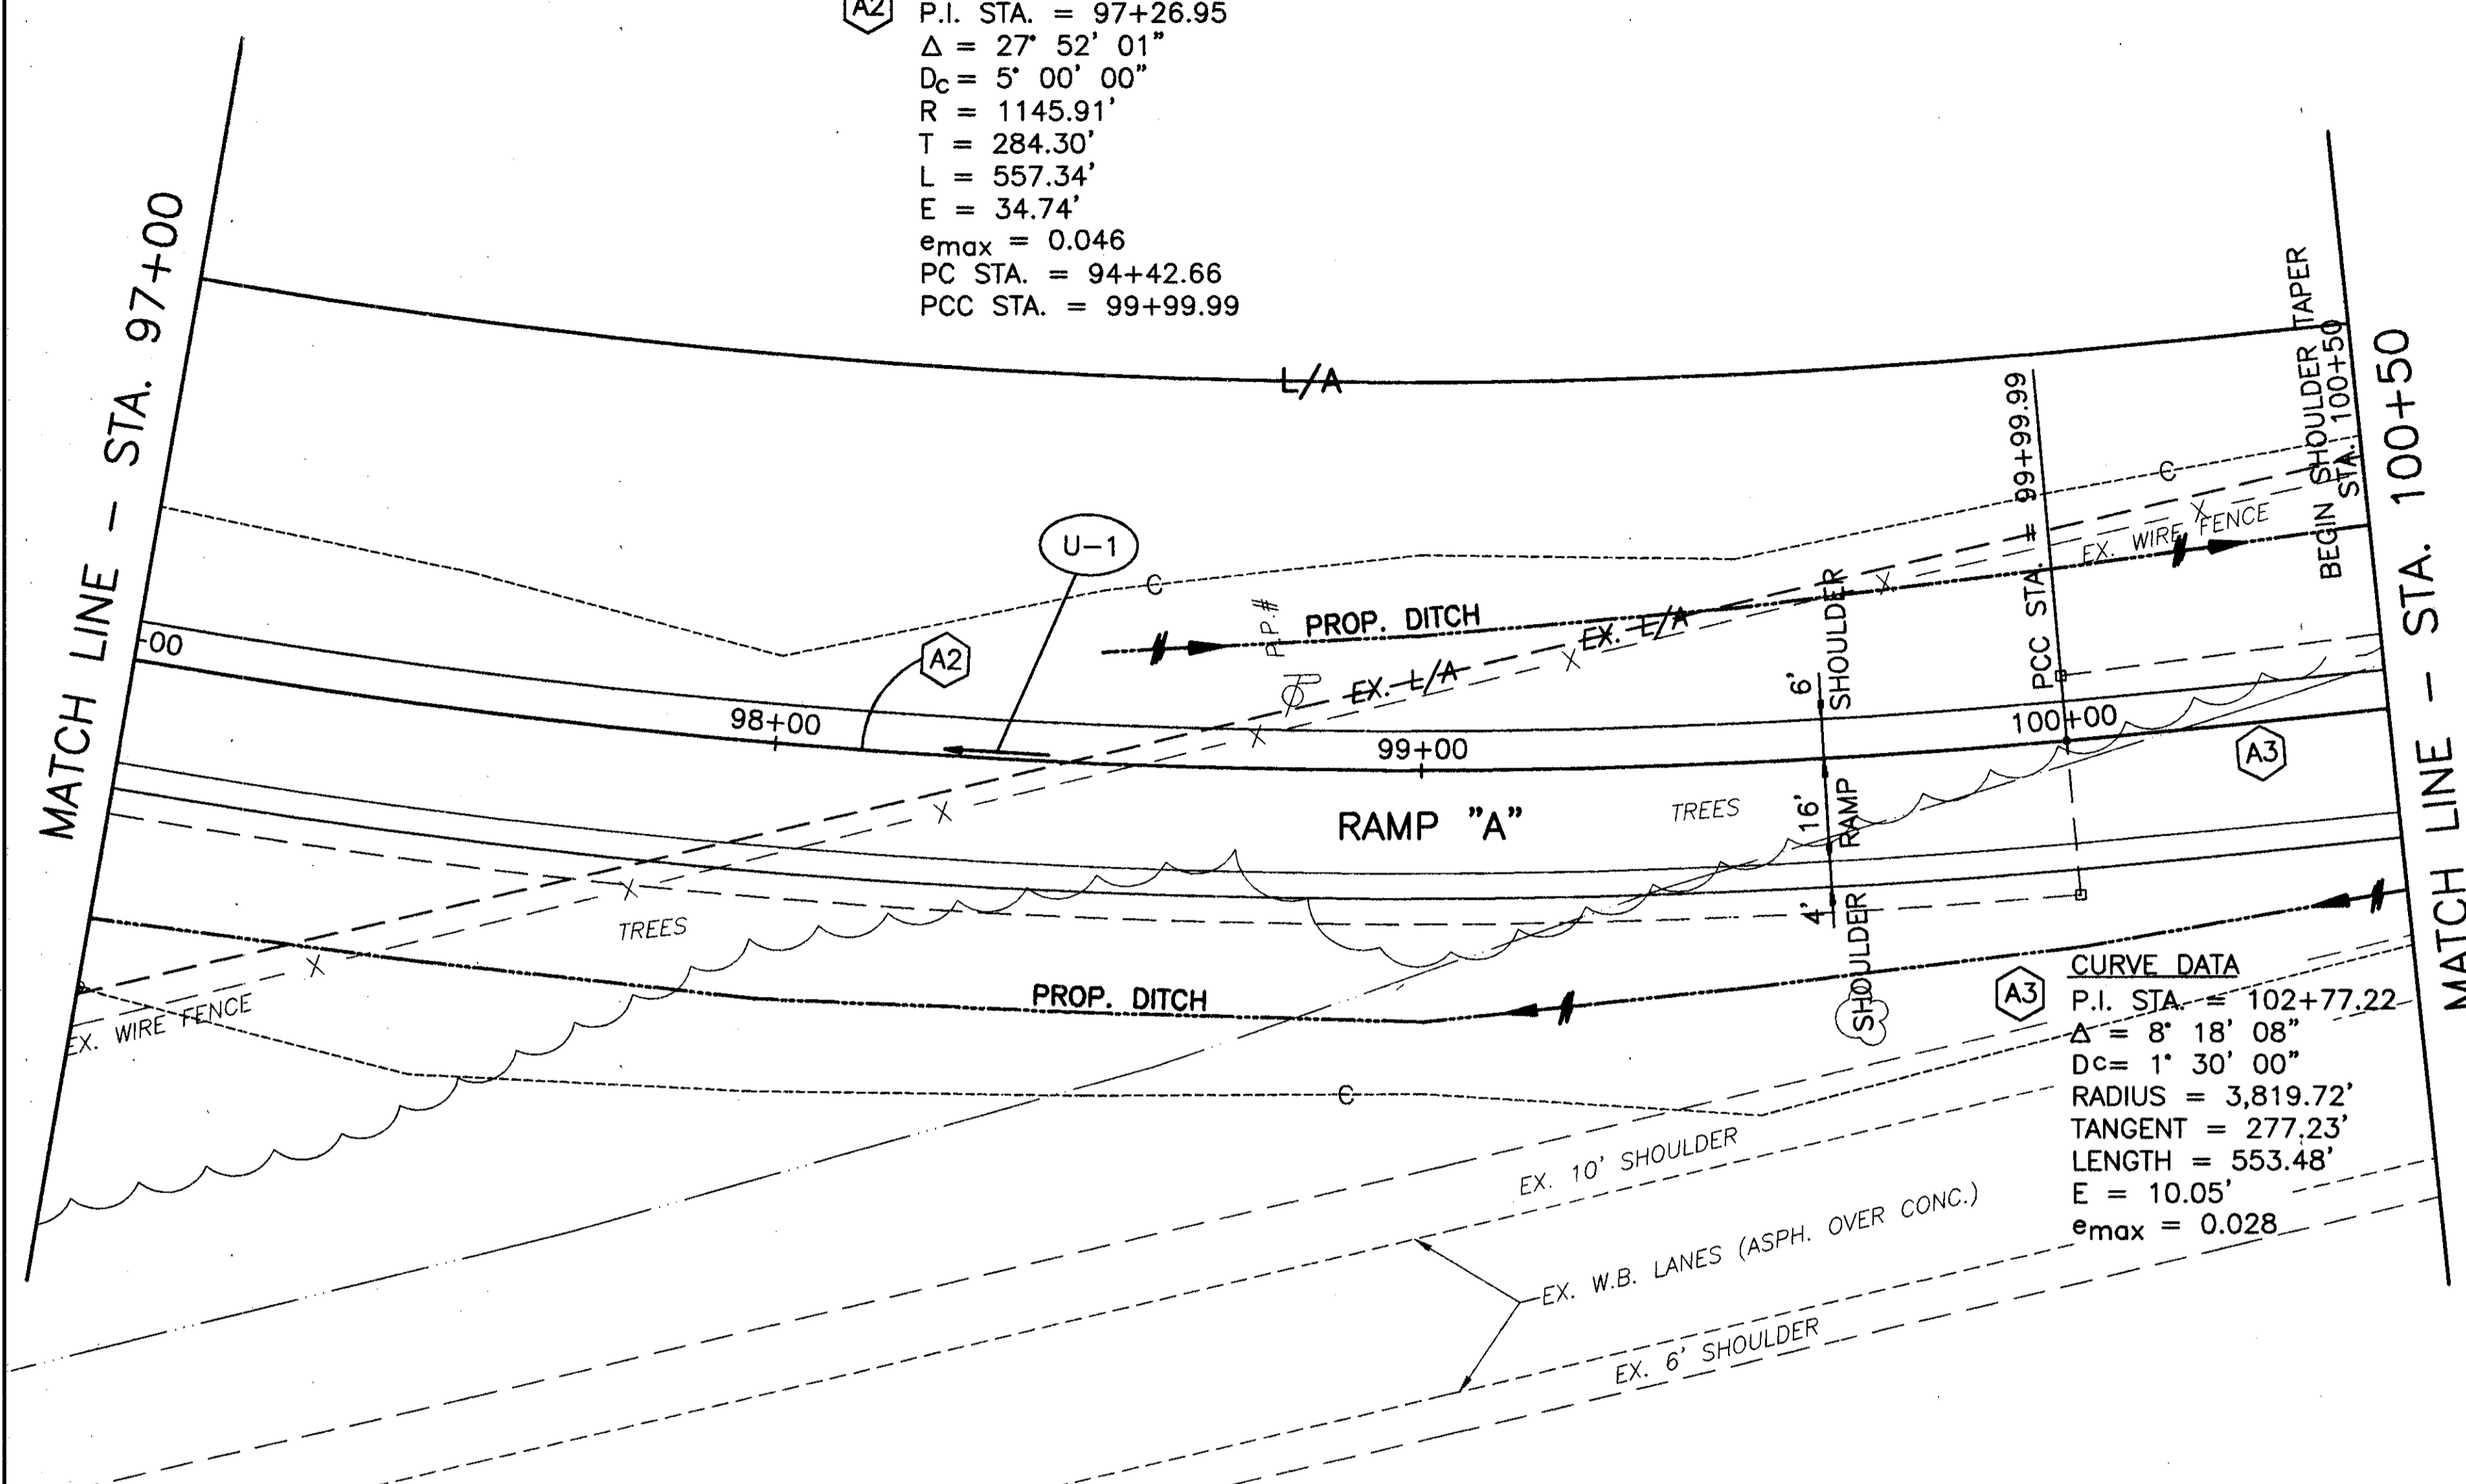 A2
P.I. STA. = 97+26.95
Δ = 27° 52' 01"
Dc = 5° 00' 00"
R = 1145.91'
T = 284.30'
L = 557.34'
E = 34.74'
emax = 0.046
PC STA. = 94+42.66
PCC STA. = 99+99.99
MATCH LINE - STA. 97+00
L/A
BEGIN SHOULDER TAPER
STA. 100+50
MATCH LINE - STA. 100+50
PCC STA. = 99+99.99
C
EX. WIRE FENCE
U-1
C
P.P.#
PROP. DITCH
EX. L/A
EX. L/A
A2
-00
98+00
99+00
100+00
6'
SHOULDER
16'
RAMP
4'
SHOULDER
A3
RAMP "A"
TREES
TREES
PROP. DITCH
EX. WIRE FENCE
C
A3
CURVE DATA
P.I. STA. = 102+77.22
Δ = 8° 18' 08"
Dc= 1° 30' 00"
RADIUS = 3,819.72'
TANGENT = 277.23'
LENGTH = 553.48'
E = 10.05'
emax = 0.028
EX. 10' SHOULDER
EX. W.B. LANES (ASPH. OVER CONC.)
EX. 6' SHOULDER